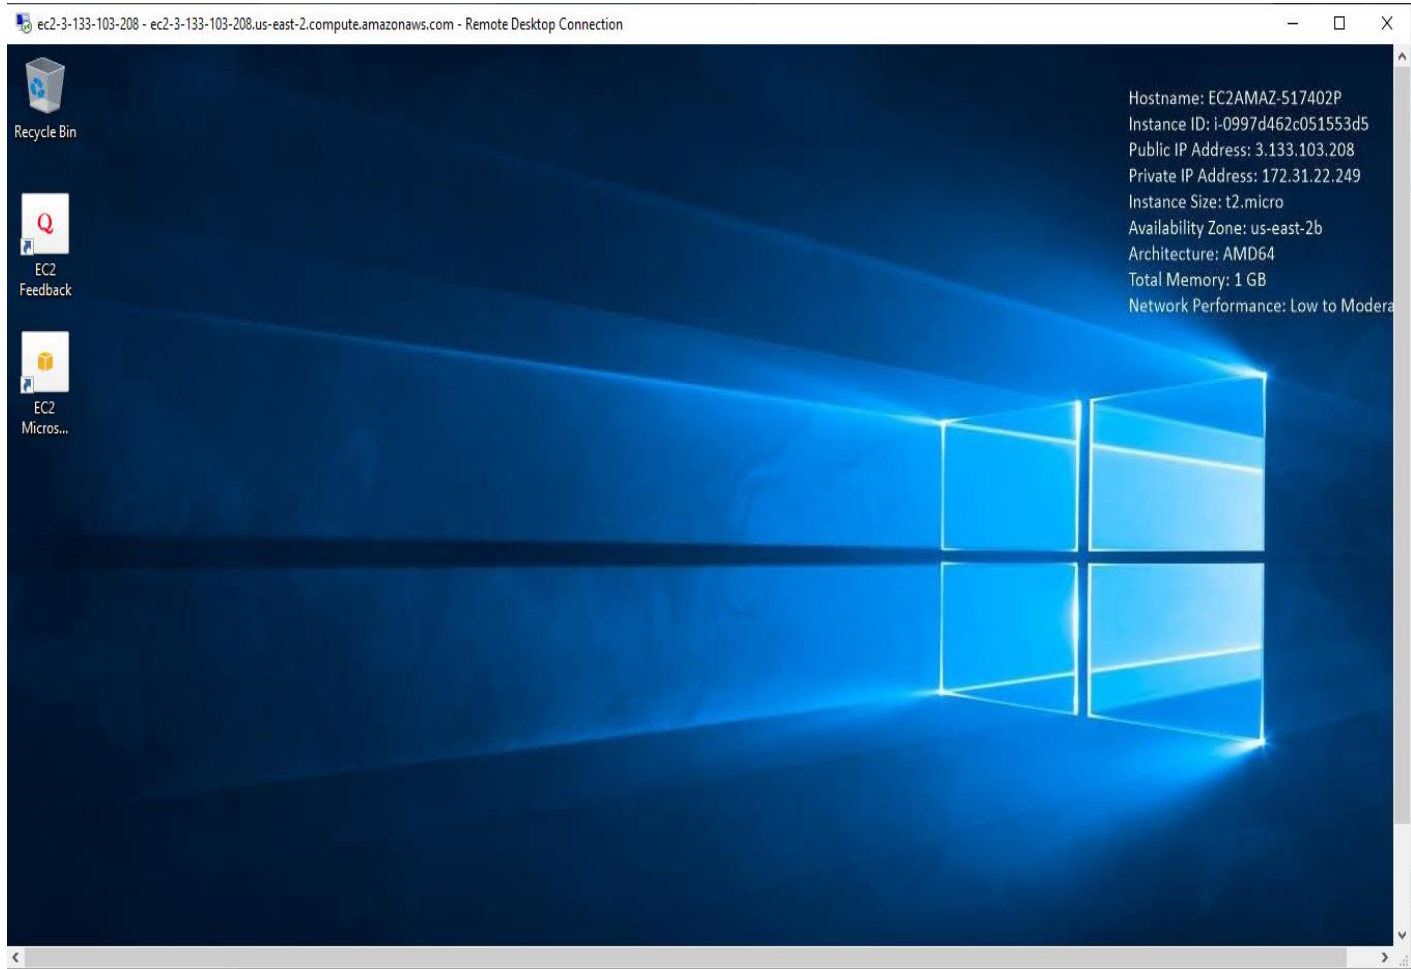 ec2-3-133-103-208 - ec2-3-133-103-208.us-east-2.compute.amazonaws.com - Remote Desktop Connection
Recycle Bin
Q
EC2
Feedback
EC2
Micros...
Hostname: EC2AMAZ-517402P
Instance ID: i-0997d462c051553d5
Public IP Address: 3.133.103.208
Private IP Address: 172.31.22.249
Instance Size: t2.micro
Availability Zone: us-east-2b
Architecture: AMD64
Total Memory: 1 GB
Network Performance: Low to Modera